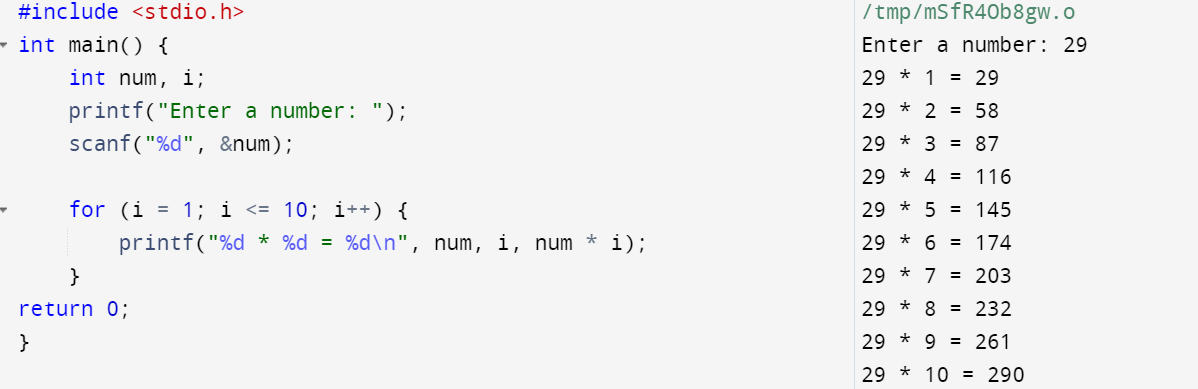 #include <stdio.h>
int main() {
    int num, i;
    printf("Enter a number: ");
    scanf("%d", &num);

    for (i = 1; i <= 10; i++) {
        printf("%d * %d = %d\n", num, i, num * i);
    }
return 0;
}
/tmp/mSfR4Ob8gw.o
Enter a number: 29
29 * 1 = 29
29 * 2 = 58
29 * 3 = 87
29 * 4 = 116
29 * 5 = 145
29 * 6 = 174
29 * 7 = 203
29 * 8 = 232
29 * 9 = 261
29 * 10 = 290